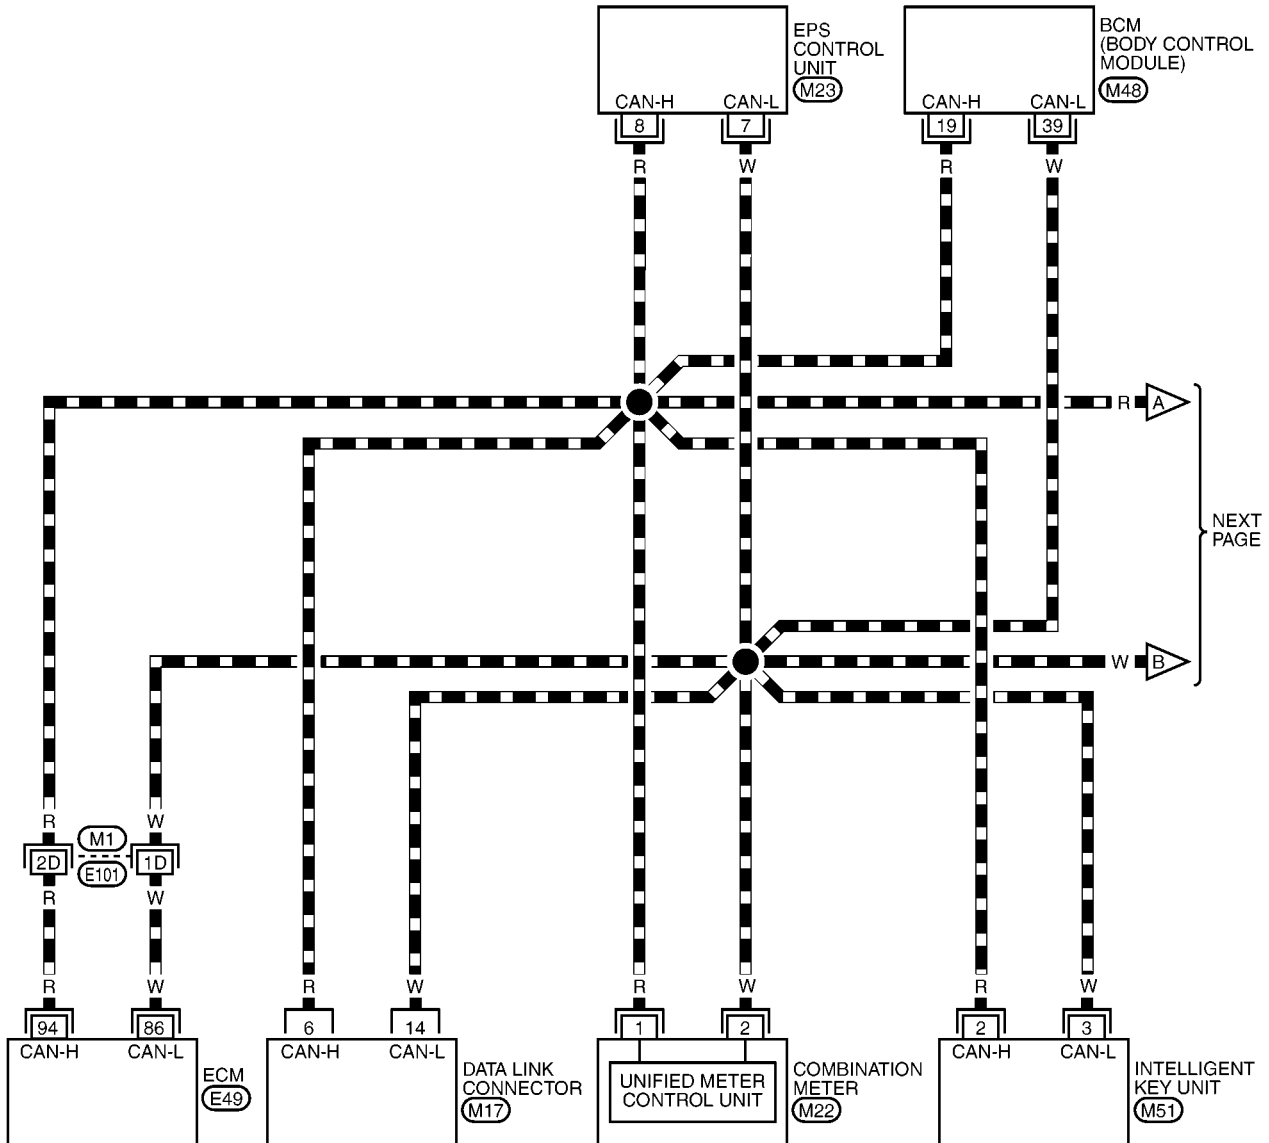 EPS
CONTROL
UNIT
M23
BCM
(BODY CONTROL
MODULE)
M48
CAN-H CAN-L
CAN-H CAN-L
8 7 19 39
R W R W
R A
NEXT
PAGE
W B
R W
M1
2D 1D
E101
R W
R W R W R W R W
94 86 6 14 1 2 2 3
CAN-H CAN-L
ECM
E49
CAN-H CAN-L
DATA LINK
CONNECTOR
M17
UNIFIED METER
CONTROL UNIT
COMBINATION
METER
M22
CAN-H CAN-L
INTELLIGENT
KEY UNIT
M51